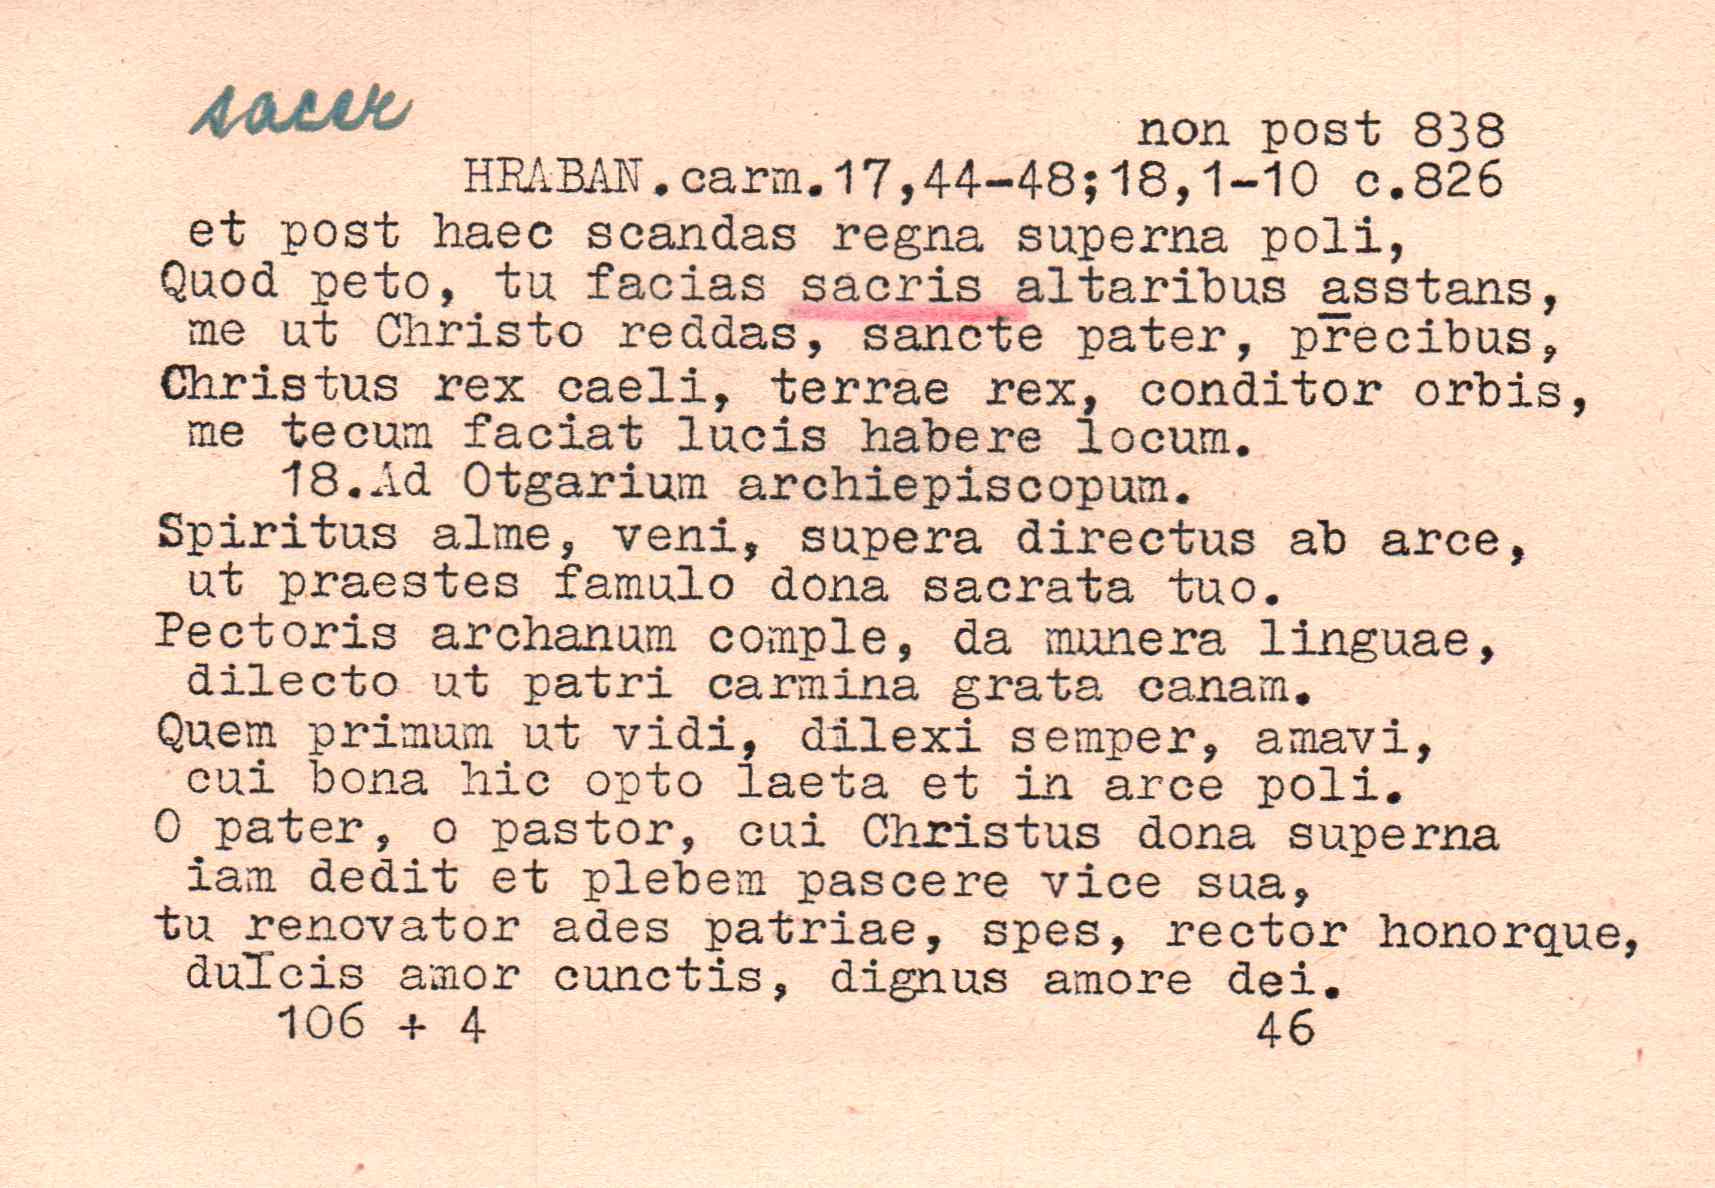 sacer
non post 838
HRABAN.carm.17,44-48;18,1-10 c.826
et post haec scandas regna superna poli,
Quod peto, tu facias sacris altaribus asstans,
me ut Christo reddas, sancte pater, precibus,
Christus rex caeli, terrae rex, conditor orbis,
me tecum faciat lucis habere locum.
18.Ad Otgarium archiepiscopum.
Spiritus alme, veni, supera directus ab arce,
ut praestes famulo dona sacrata tuo.
Pectoris archanum comple, da munera linguae,
dilecto ut patri carmina grata canam.
Quem primum ut vidi, dilexi semper, amavi,
cui bona hic opto laeta et in arce poli.
O pater, o pastor, cui Christus dona superna
iam dedit et plebem pascere vice sua,
tu renovator ades patriae, spes, rector honorque,
dulcis amor cunctis, dignus amore dei.
106 + 4 46